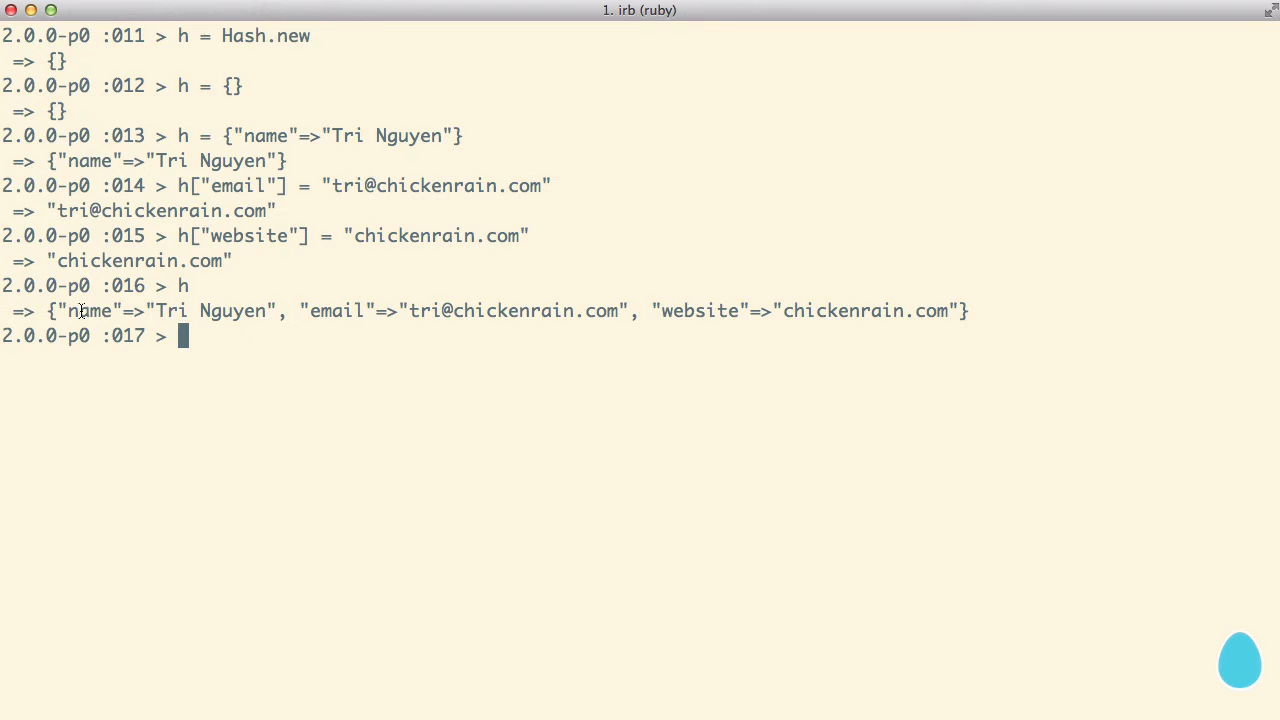 1. irb (ruby)
2.0.0-p0 :011 > h = Hash.new
=> {}
2.0.0-p0 :012 > h = {}
=> {}
2.0.0-p0 :013 > h = {"name"=>"Tri Nguyen"}
=> {"name"=>"Tri Nguyen"}
2.0.0-p0 :014 > h["email"] = "tri@chickenrain.com"
=> "tri@chickenrain.com"
2.0.0-p0 :015 > h["website"] = "chickenrain.com"
=> "chickenrain.com"
2.0.0-p0 :016 > h
=> {"name"=>"Tri Nguyen", "email"=>"tri@chickenrain.com", "website"=>"chickenrain.com"}
2.0.0-p0 :017 >